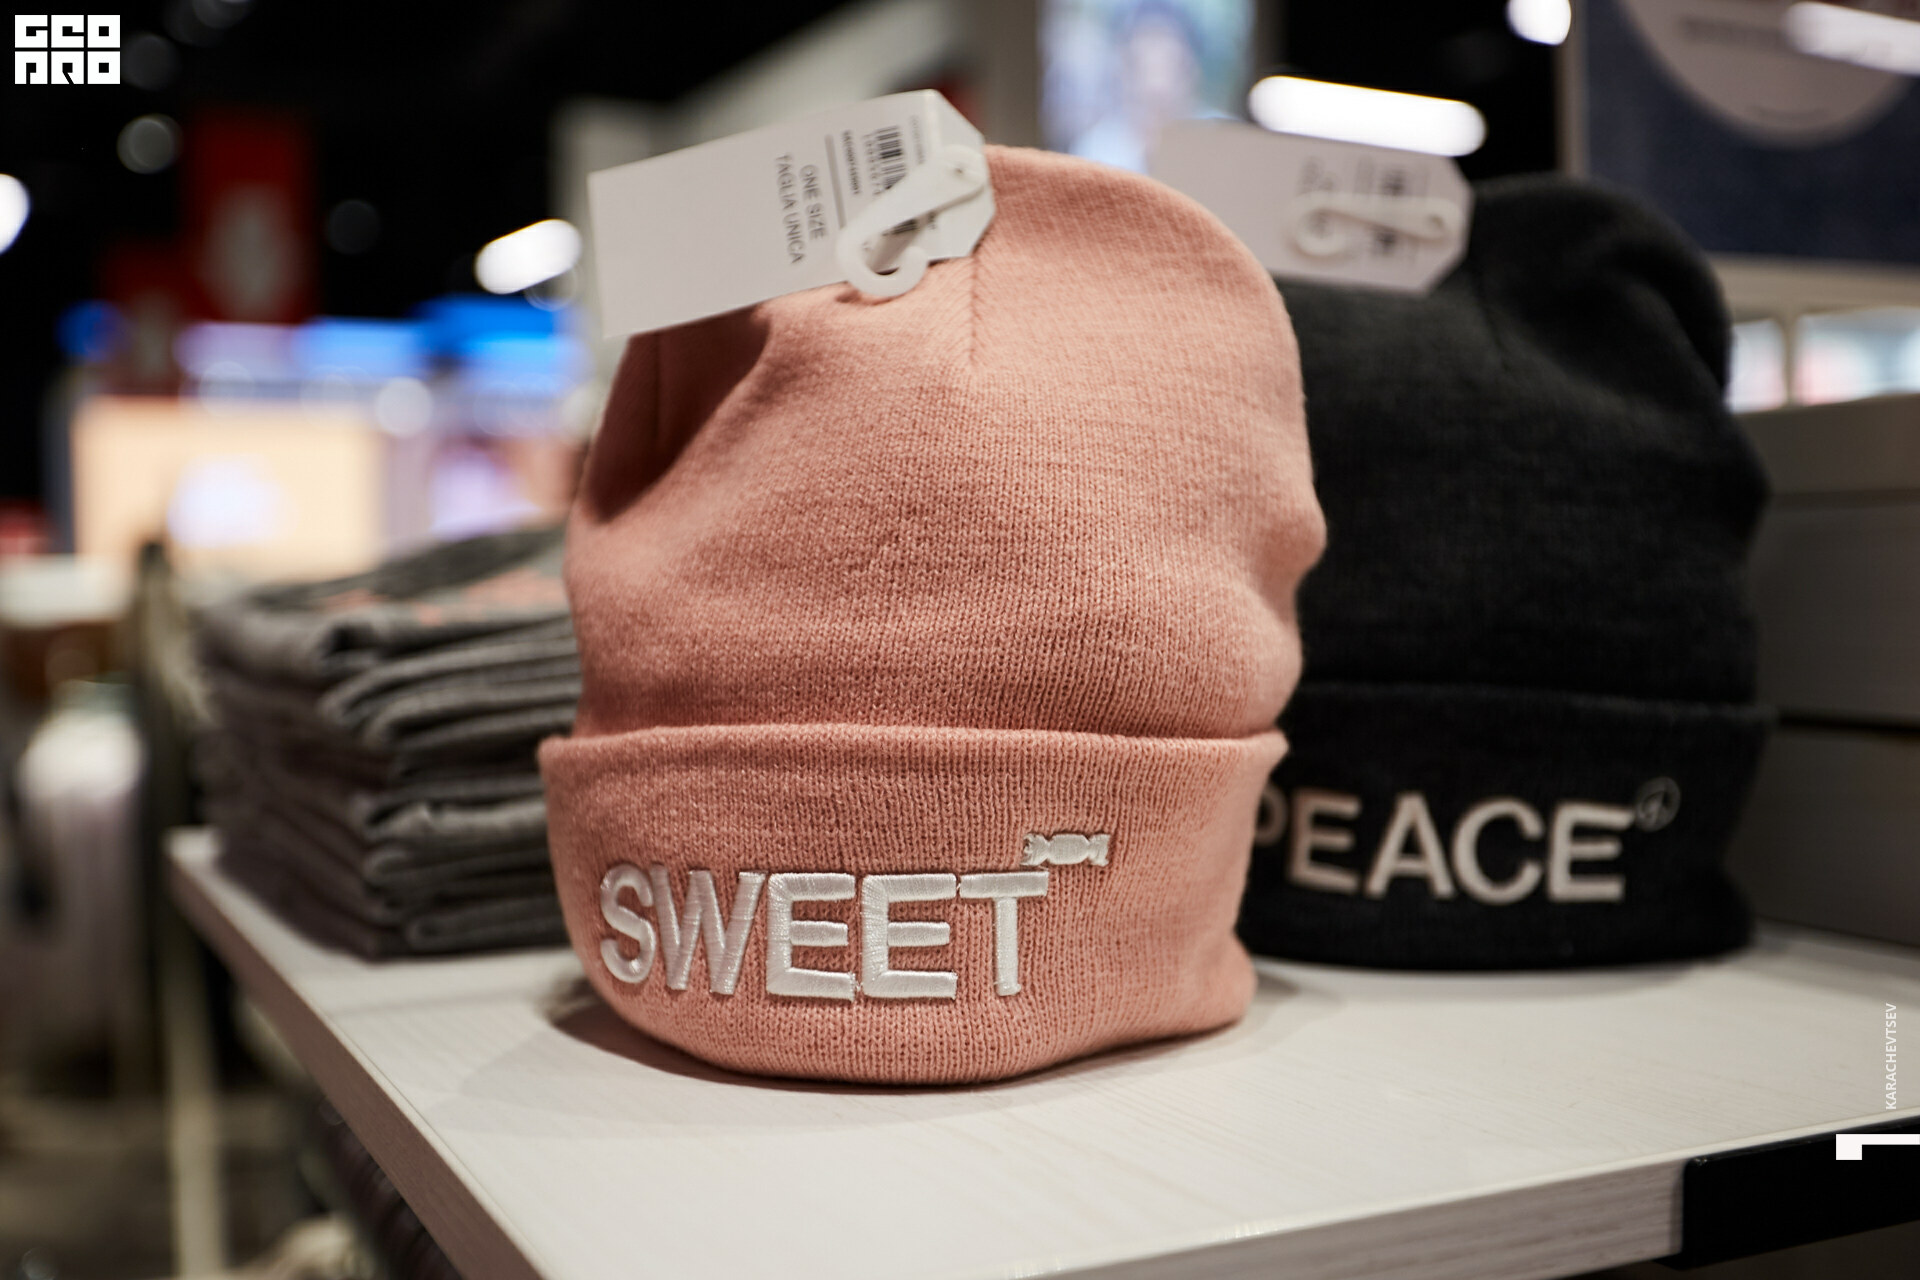 GEO
PRO
ONE SIZE
TAGLIA UNICA
SWEET
PEACE
KARACHEVTSEV